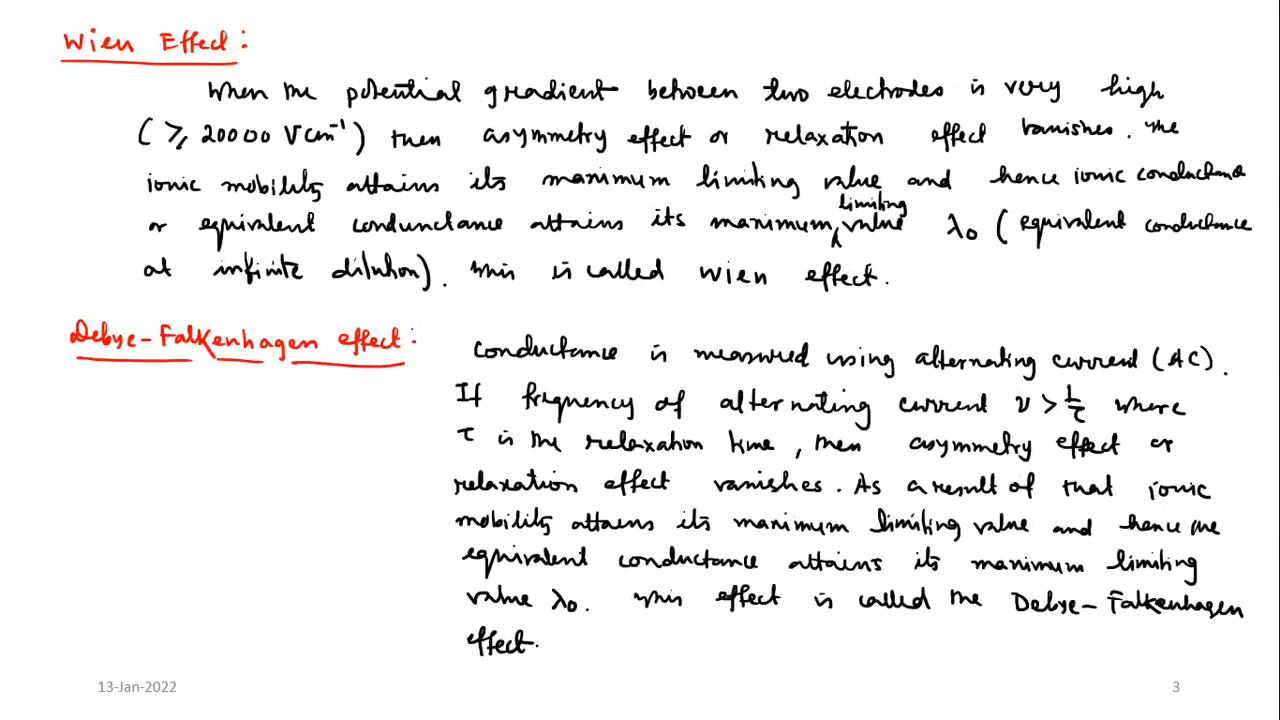 Wien Effect:
When the potential gradient between two electrodes is very high
(⩾ 20000 V cm⁻¹) then asymmetry effect or relaxation effect vanishes. The
ionic mobility attains its maximum limiting value and hence ionic conductance
or equivalent condunctance attains its maximum limiting value λ₀ (equivalent conductance
at infinite dilution). This is called Wien effect.
Debye-Falkenhagen effect:
Conductance is measured using alternating current (AC).
If frequency of alternating current ν > 1/τ where
τ is the relaxation time, then asymmetry effect or
relaxation effect vanishes. As a result of that ionic
mobility attains its maximum limiting value and hence the
equivalent conductance attains its maximum limiting
value λ₀. This effect is called the Debye-Falkenhagen
effect.
13-Jan-2022
3